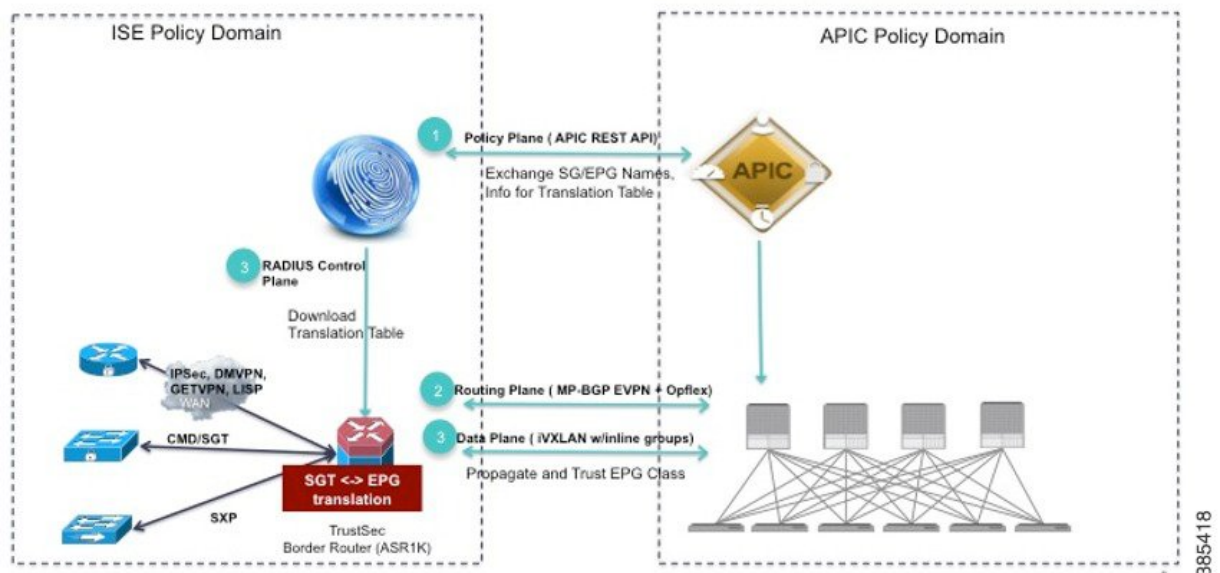 ISE Policy Domain
APIC Policy Domain
1
Policy Plane ( APIC REST API)
Exchange SG/EPG Names,
Info for Translation Table
APIC
3
RADIUS Control
Plane
Download
Translation Table
IPSec, DMVPN,
GETVPN, LISP
WAN
2
Routing Plane ( MP-BGP EVPN + Opflex)
CMD/SGT
3
Data Plane ( iVXLAN w/inline groups)
Propagate and Trust EPG Class
SGT <-> EPG
translation
SXP
TrustSec
Border Router (ASR1K)
385418